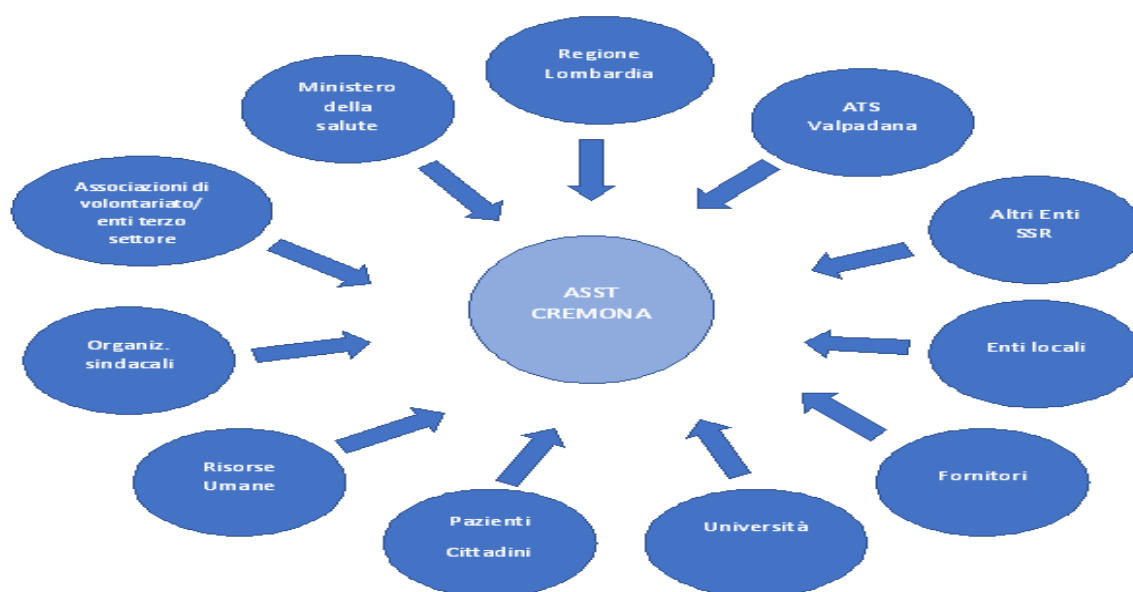 Regione
Lombardia
Ministero
della
salute
ATS
Valpadana
Associazioni di
volontariato/
enti terzo
settore
Altri Enti
SSR
ASST
CREMONA
Organiz.
sindacali
Enti locali
Risorse
Umane
Fornitori
Pazienti
Cittadini
Università